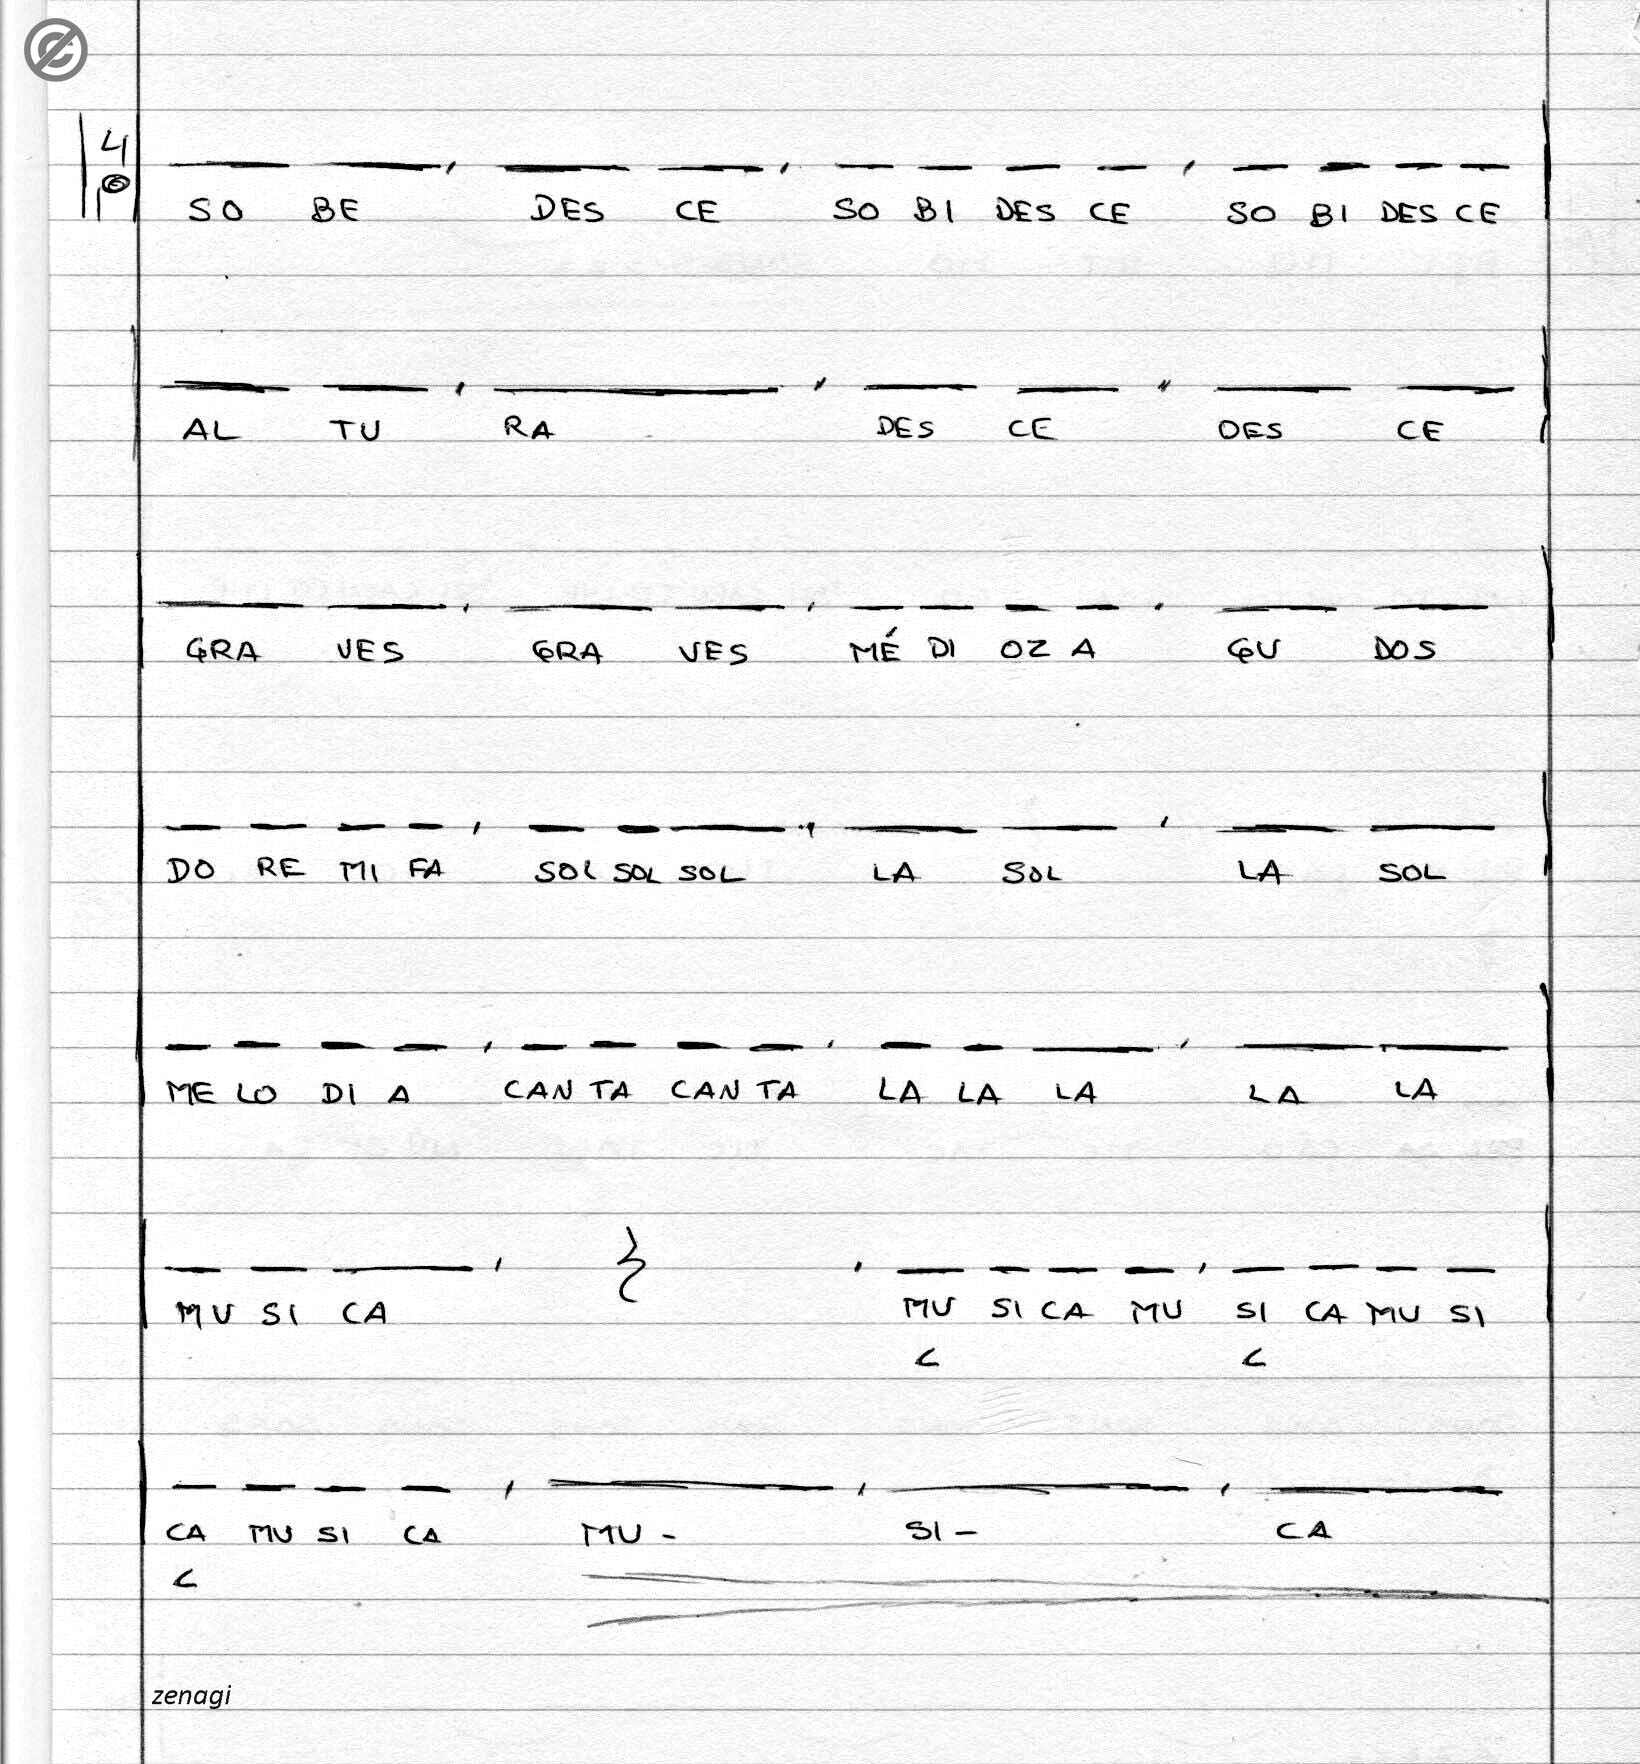 4
SO BE DES CE SO BI DES CE SO BI DES CE
AL TU RA DES CE DES CE
GRA VES GRA VES MÉ DI OZ A GU DOS
DO RE MI FA SOL SOL SOL LA SOL LA SOL
ME LO DI A CAN TA CAN TA LA LA LA LA LA
MU SI CA MU SI CA MU SI CA MU SI
< <
CA MU SI CA MU - SI - CA
<
zenagi